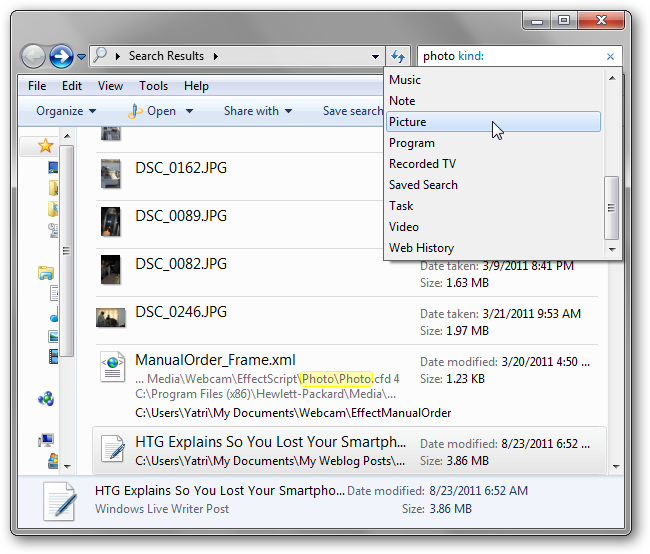 Search Results
photo kind:
File Edit View Tools Help
Organize Open Share with Save search
Music
Note
Picture
Program
Recorded TV
Saved Search
Task
Video
Web History
DSC_0162.JPG
DSC_0089.JPG
DSC_0082.JPG
Date taken: 3/9/2011 8:41 PM
Size: 1.63 MB
DSC_0246.JPG
Date taken: 3/21/2011 9:53 AM
Size: 1.97 MB
ManualOrder_Frame.xml
Date modified: 3/20/2011 4:50 ...
... Media\Webcam\EffectScript\Photo\Photo.cfd 4
Size: 1.23 KB
C:\Program Files (x86)\Hewlett-Packard\Media\...
C:\Users\Yatri\My Documents\Webcam\EffectManualOrder
HTG Explains So You Lost Your Smartph...
Date modified: 8/23/2011 6:52 ...
C:\Users\Yatri\My Documents\My Weblog Posts\...
Size: 3.86 MB
HTG Explains So You Lost Your Smartpho... Date modified: 8/23/2011 6:52 AM
Windows Live Writer Post Size: 3.86 MB